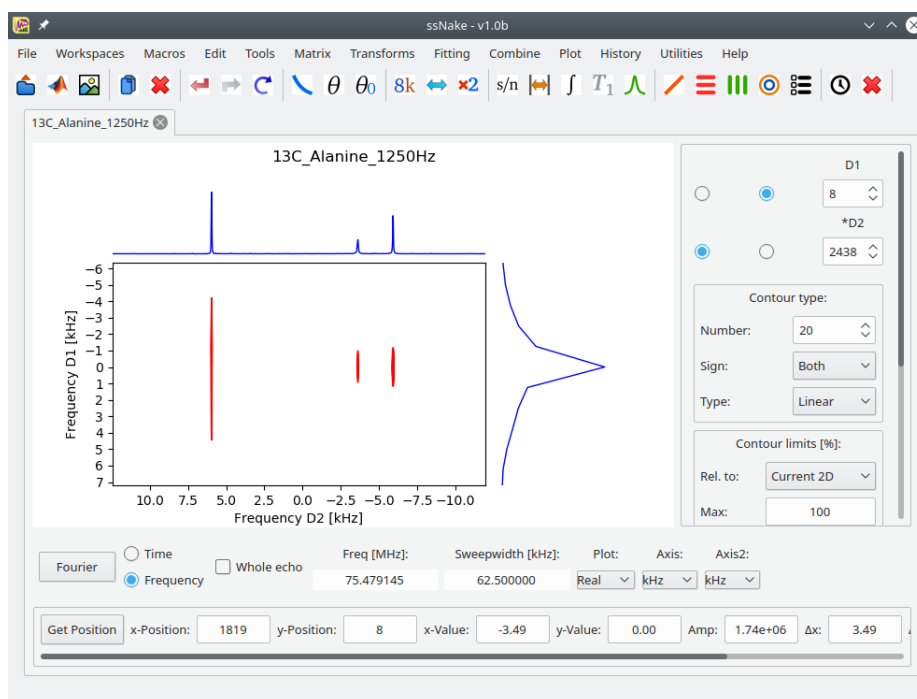 ssNake - v1.0b
File Workspaces Macros Edit Tools Matrix Transforms Fitting Combine Plot History Utilities Help
θ θ0 8k ×2 s/n ∫ T1
13C_Alanine_1250Hz
13C_Alanine_1250Hz
D1
8
*D2
2438
Contour type:
Number: 20
Sign: Both
Type: Linear
Contour limits [%]:
Rel. to: Current 2D
Max: 100
Frequency D1 [kHz]
−6
−5
−4
−3
−2
−1
0
1
2
3
4
5
6
7
10.0 7.5 5.0 2.5 0.0 −2.5 −5.0 −7.5 −10.0
Frequency D2 [kHz]
Fourier
Time
Frequency
Whole echo
Freq [MHz]: Sweepwidth [kHz]: Plot: Axis: Axis2:
75.479145 62.500000 Real kHz kHz
Get Position x-Position: 1819 y-Position: 8 x-Value: -3.49 y-Value: 0.00 Amp: 1.74e+06 Δx: 3.49